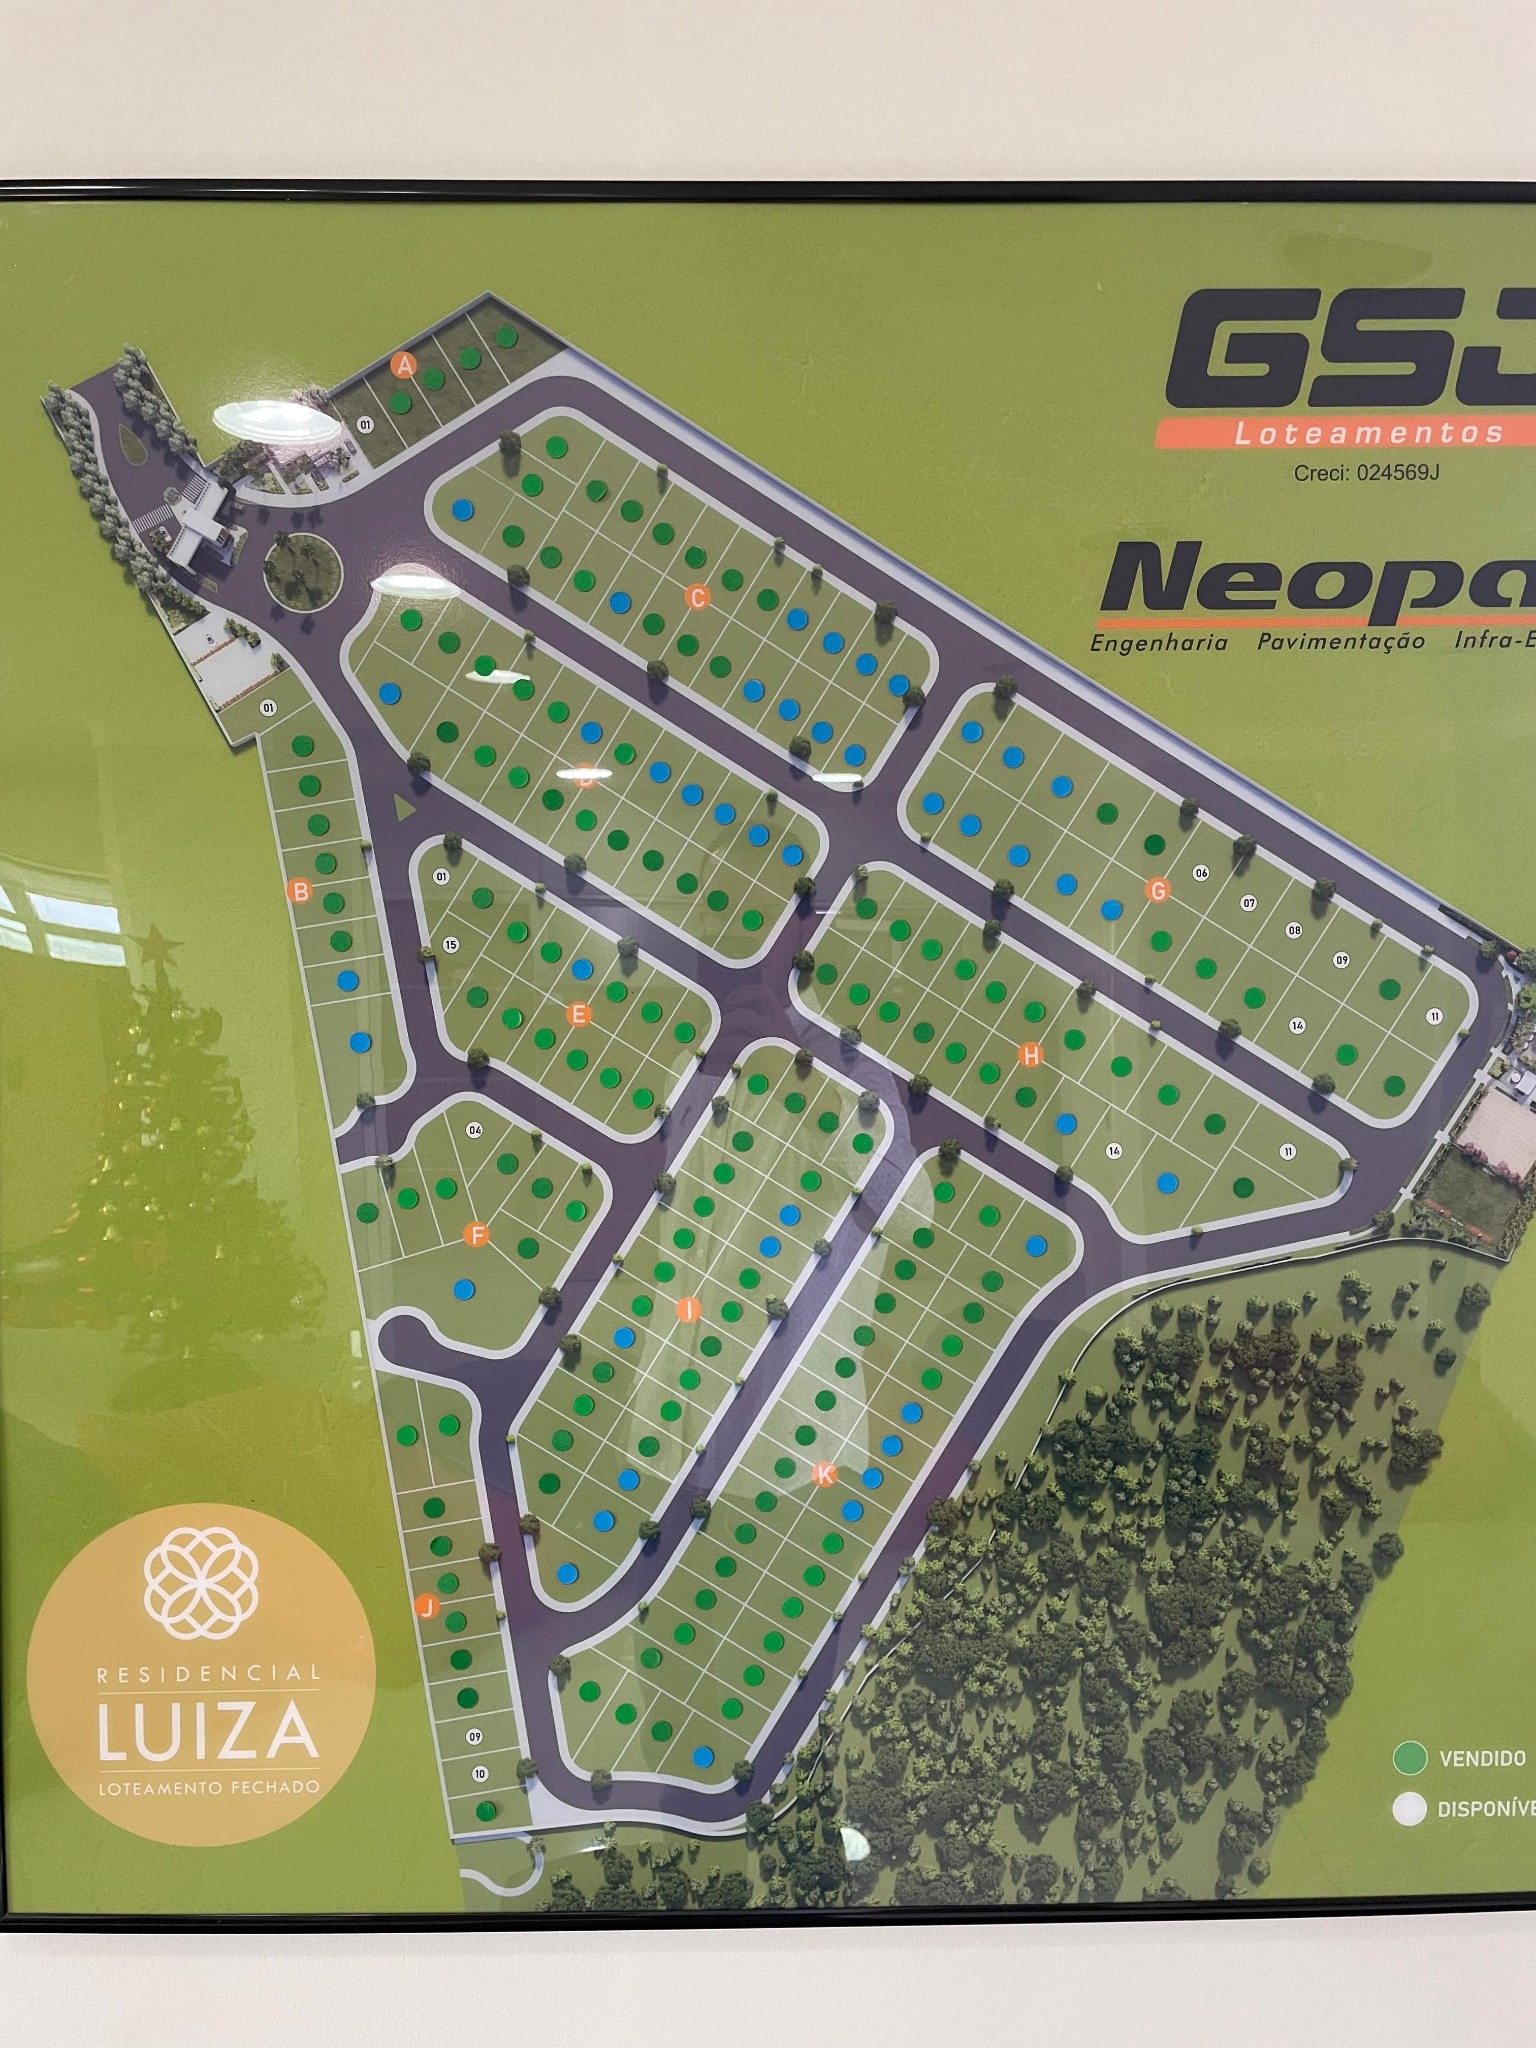 GSJ
Loteamentos
Creci: 024569J
Neopa
Engenharia Pavimentação Infra-E
A
01
C
01
D
B
01
15
E
G
06
07
08
09
11
14
H
14
11
04
F
I
K
J
09
10
RESIDENCIAL
LUIZA
LOTEAMENTO FECHADO
VENDIDO
DISPONÍVE